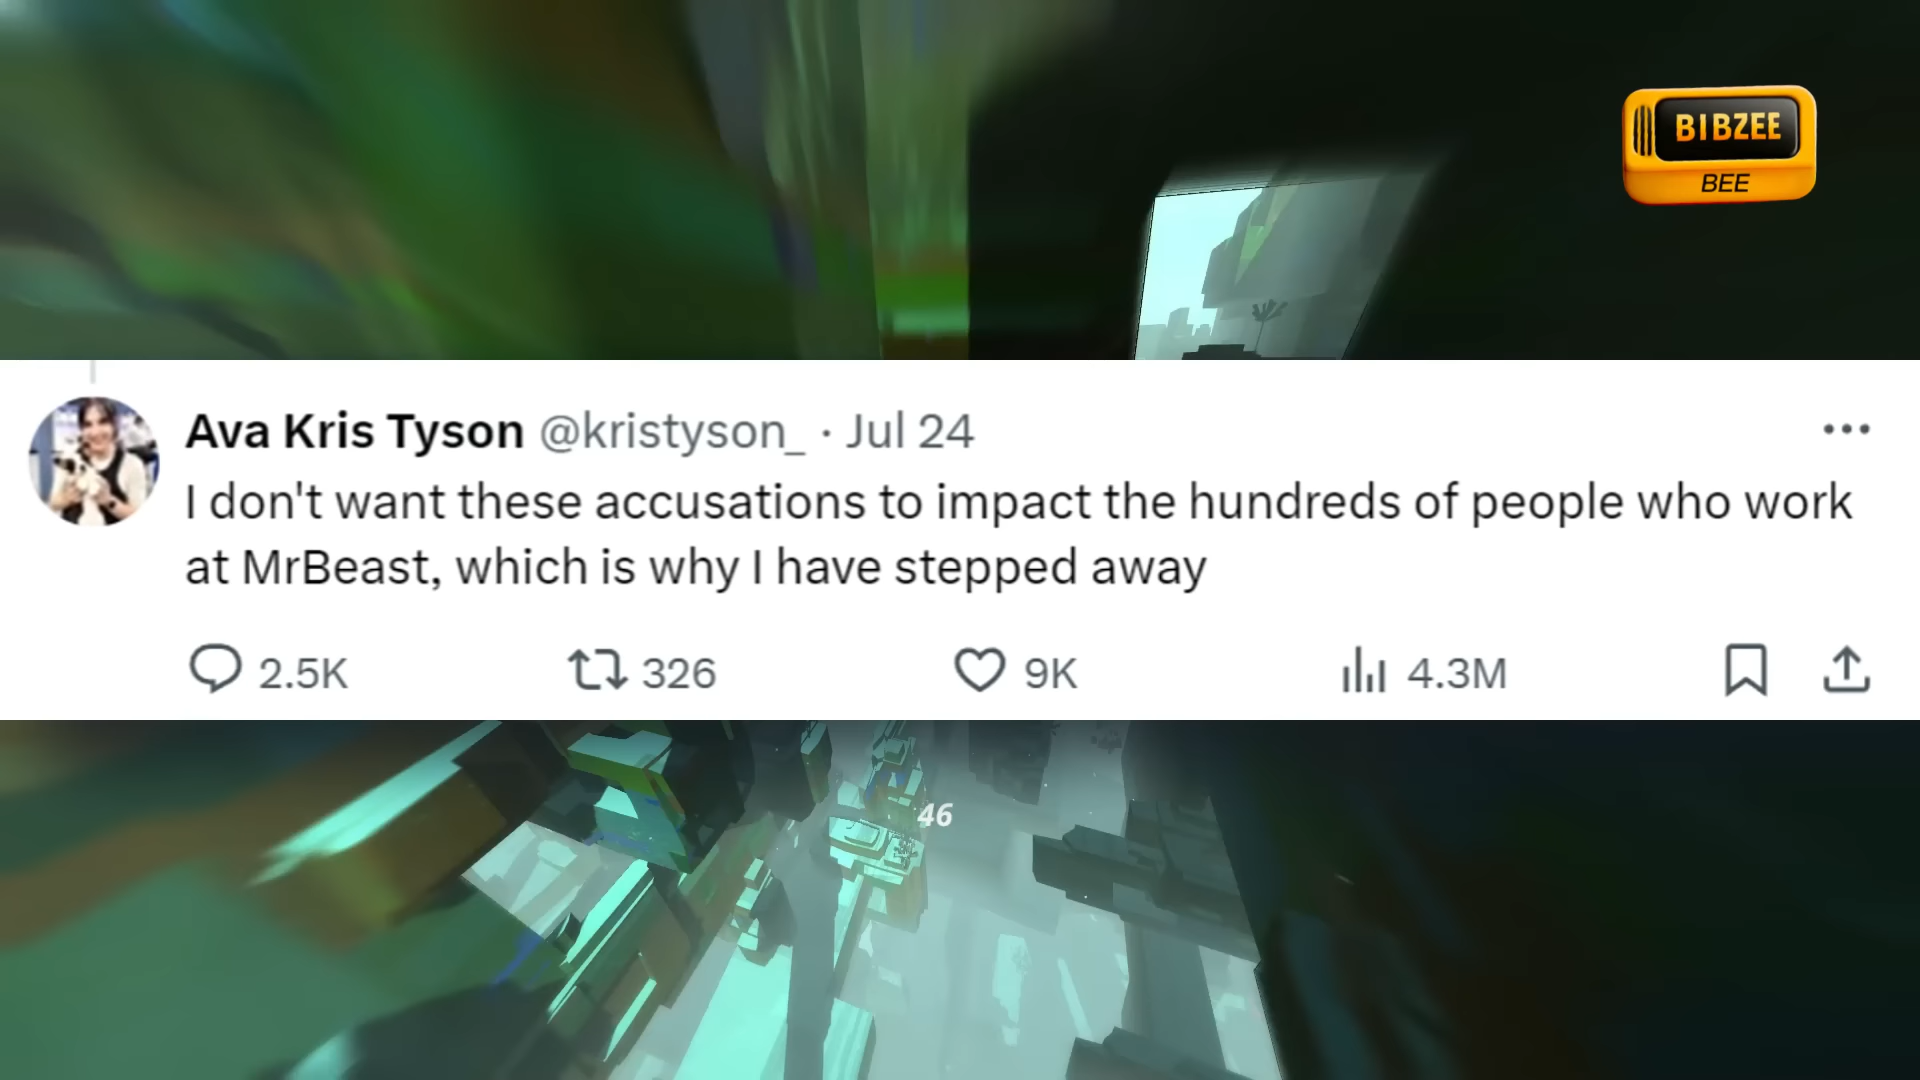 BIBZEE
BEE
Ava Kris Tyson @kristyson_ · Jul 24
I don't want these accusations to impact the hundreds of people who work
at MrBeast, which is why I have stepped away
2.5K 326 9K 4.3M
46